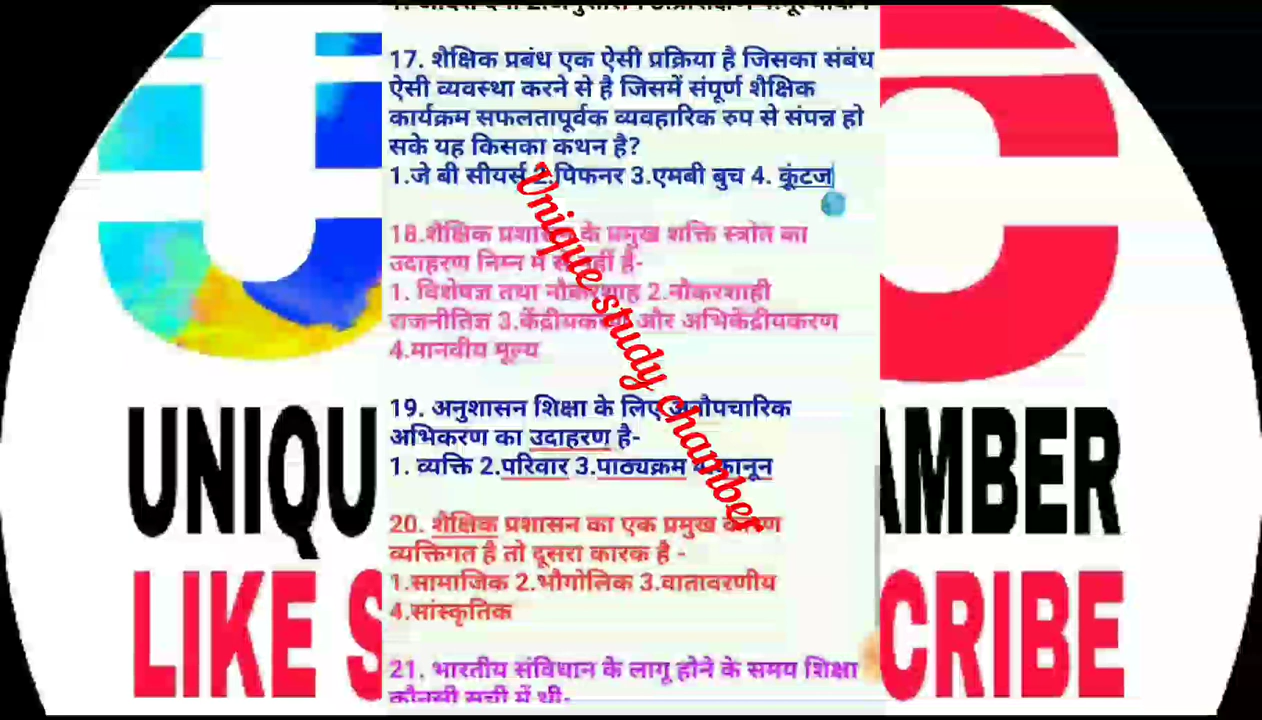 17. शैक्षिक प्रबंध एक ऐसी प्रक्रिया है जिसका संबंध
ऐसी व्यवस्था करने से है जिसमें संपूर्ण शैक्षिक
कार्यक्रम सफलतापूर्वक व्यवहारिक रुप से संपन्न हो
सके यह किसका कथन है?
1.जे बी सीयर्स 2.पिफनर 3.एमबी बुच 4. कूंटज
18.शैक्षिक प्रशासन के प्रमुख शक्ति स्त्रोत का
उदाहरण निम्न में से नहीं है-
1. विशेषज्ञ तथा नौकरशाह 2.नौकरशाही
राजनीतिज्ञ 3.केंद्रीयकरण और अभिकेंद्रीयकरण
4.मानवीय मूल्य
19. अनुशासन शिक्षा के लिए अनौपचारिक
अभिकरण का उदाहरण है-
1. व्यक्ति 2.परिवार 3.पाठ्यक्रम 4.कानून
20. शैक्षिक प्रशासन का एक प्रमुख
व्यक्तिगत है तो दूसरा कारक है -
1.सामाजिक 2.भौगोलिक 3.वातावरणीय
4.सांस्कृतिक
21. भारतीय संविधान के लागू होने के समय शिक्षा
कौनसी सूची में थी-
Unique study chamber
UNIQU
AMBER
LIKE S
CRIBE